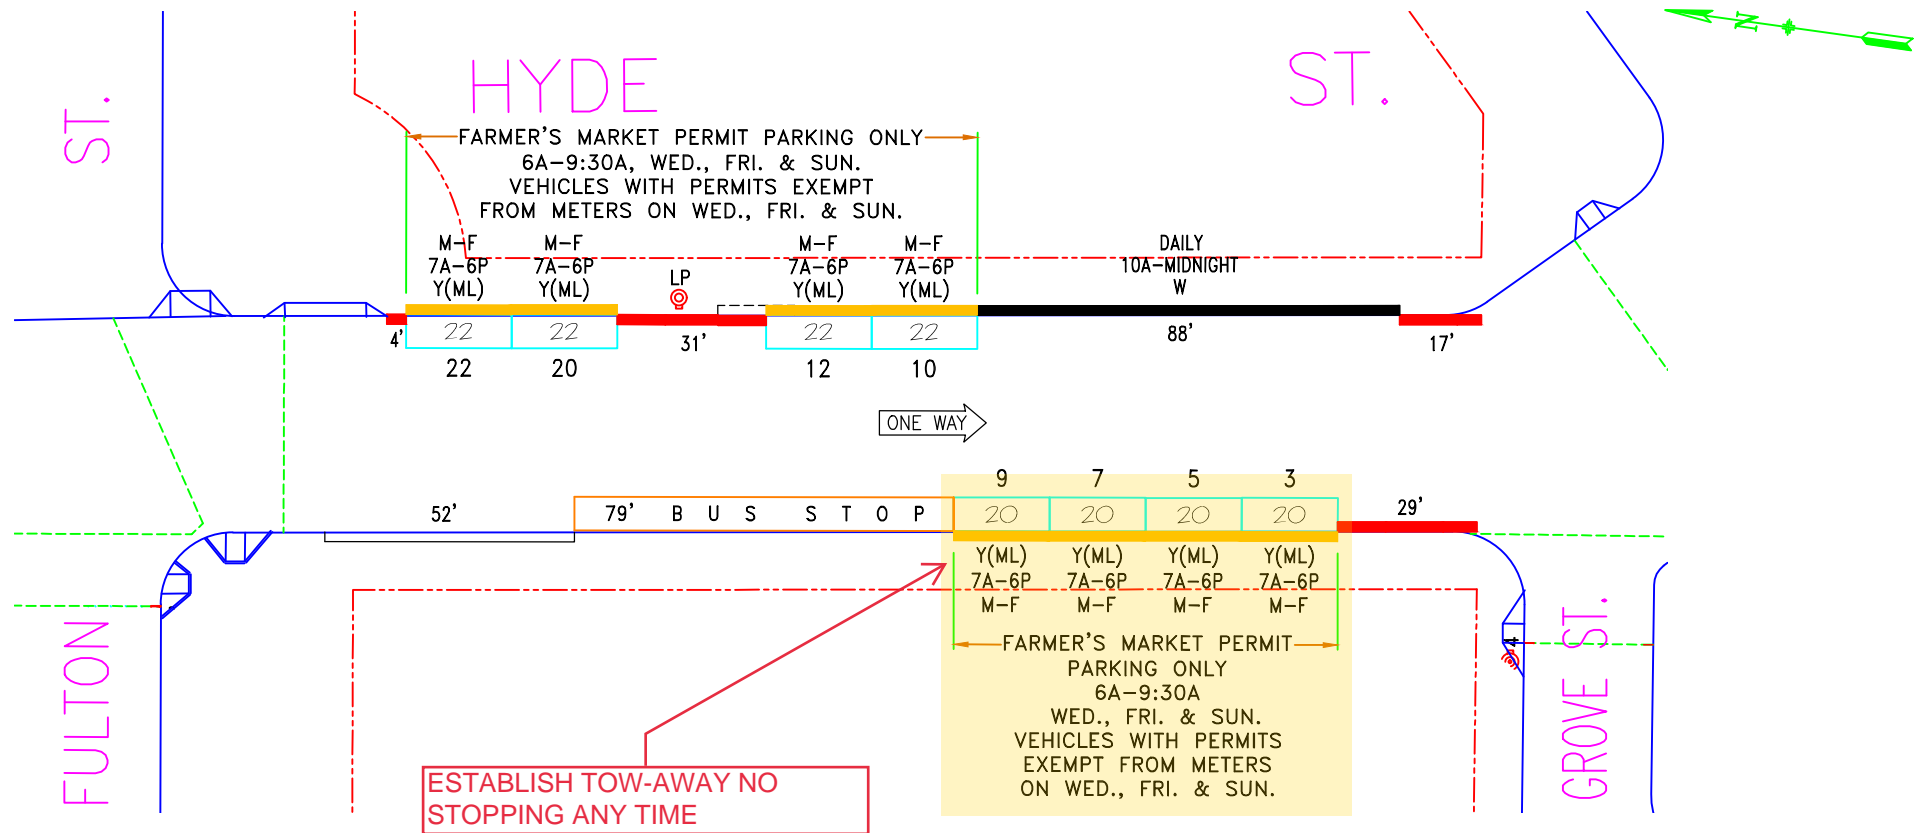 HYDE ST.
ST.
N
FARMER'S MARKET PERMIT PARKING ONLY
6A-9:30A, WED., FRI. & SUN.
VEHICLES WITH PERMITS EXEMPT
FROM METERS ON WED., FRI. & SUN.
M-F M-F M-F M-F DAILY
7A-6P 7A-6P LP 7A-6P 7A-6P 10A-MIDNIGHT
Y(ML) Y(ML) Y(ML) Y(ML) W
4' 22 22 31' 22 22 88' 17'
22 20 12 10
ONE WAY
9 7 5 3
52' 79' BUS STOP 20 20 20 20 29'
Y(ML) Y(ML) Y(ML) Y(ML)
7A-6P 7A-6P 7A-6P 7A-6P
M-F M-F M-F M-F
FARMER'S MARKET PERMIT
PARKING ONLY
6A-9:30A
WED., FRI. & SUN.
VEHICLES WITH PERMITS
EXEMPT FROM METERS
ON WED., FRI. & SUN.
FULTON
GROVE ST.
4
ESTABLISH TOW-AWAY NO
STOPPING ANY TIME